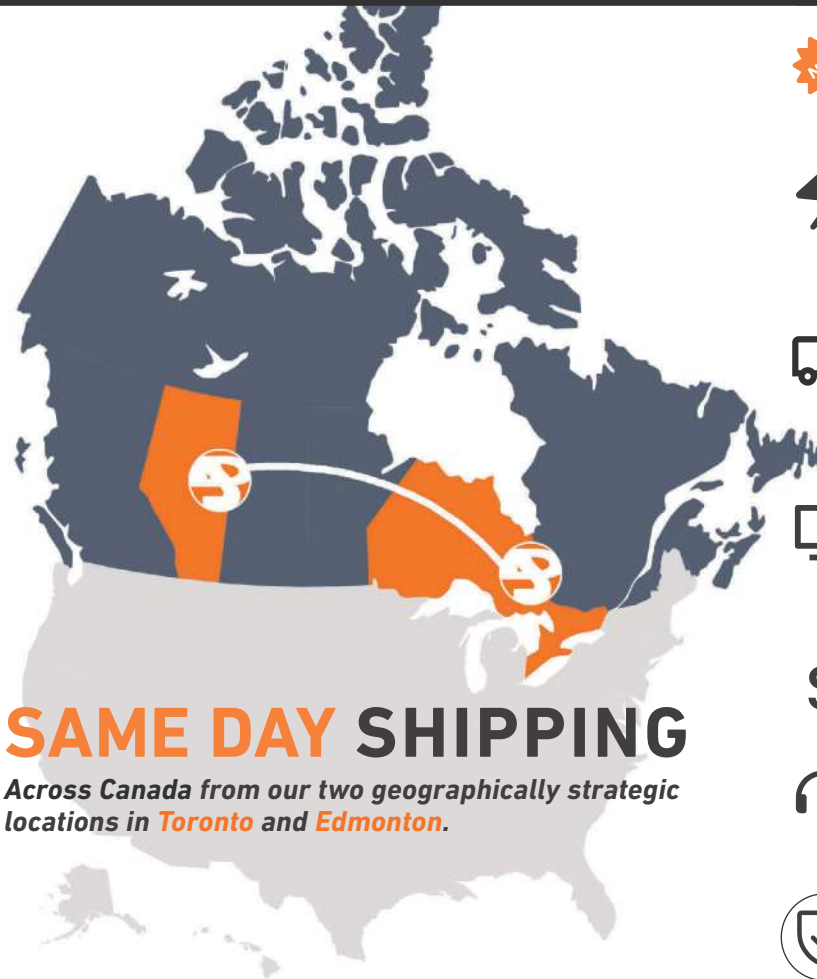 SAME DAY SHIPPING
Across Canada from our two geographically strategic
locations in Toronto and Edmonton.